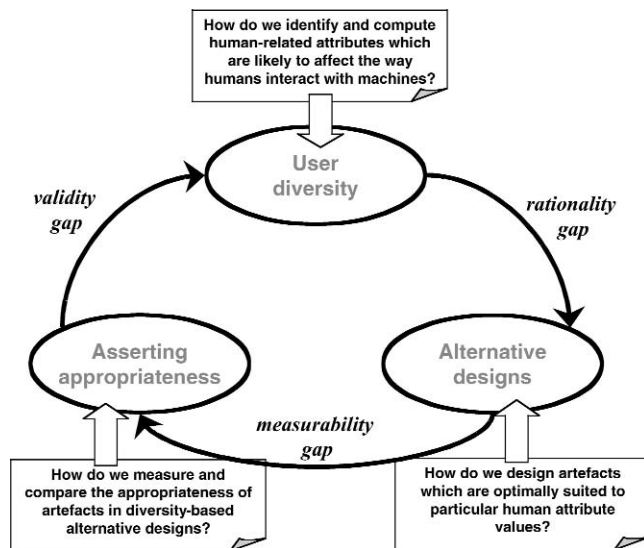 How do we identify and compute
human-related attributes which
are likely to affect the way
humans interact with machines?
User
diversity
validity
gap
rationality
gap
Asserting
appropriateness
Alternative
designs
measurability
gap
How do we measure and
compare the appropriateness of
artefacts in diversity-based
alternative designs?
How do we design artefacts
which are optimally suited to
particular human attribute
values?